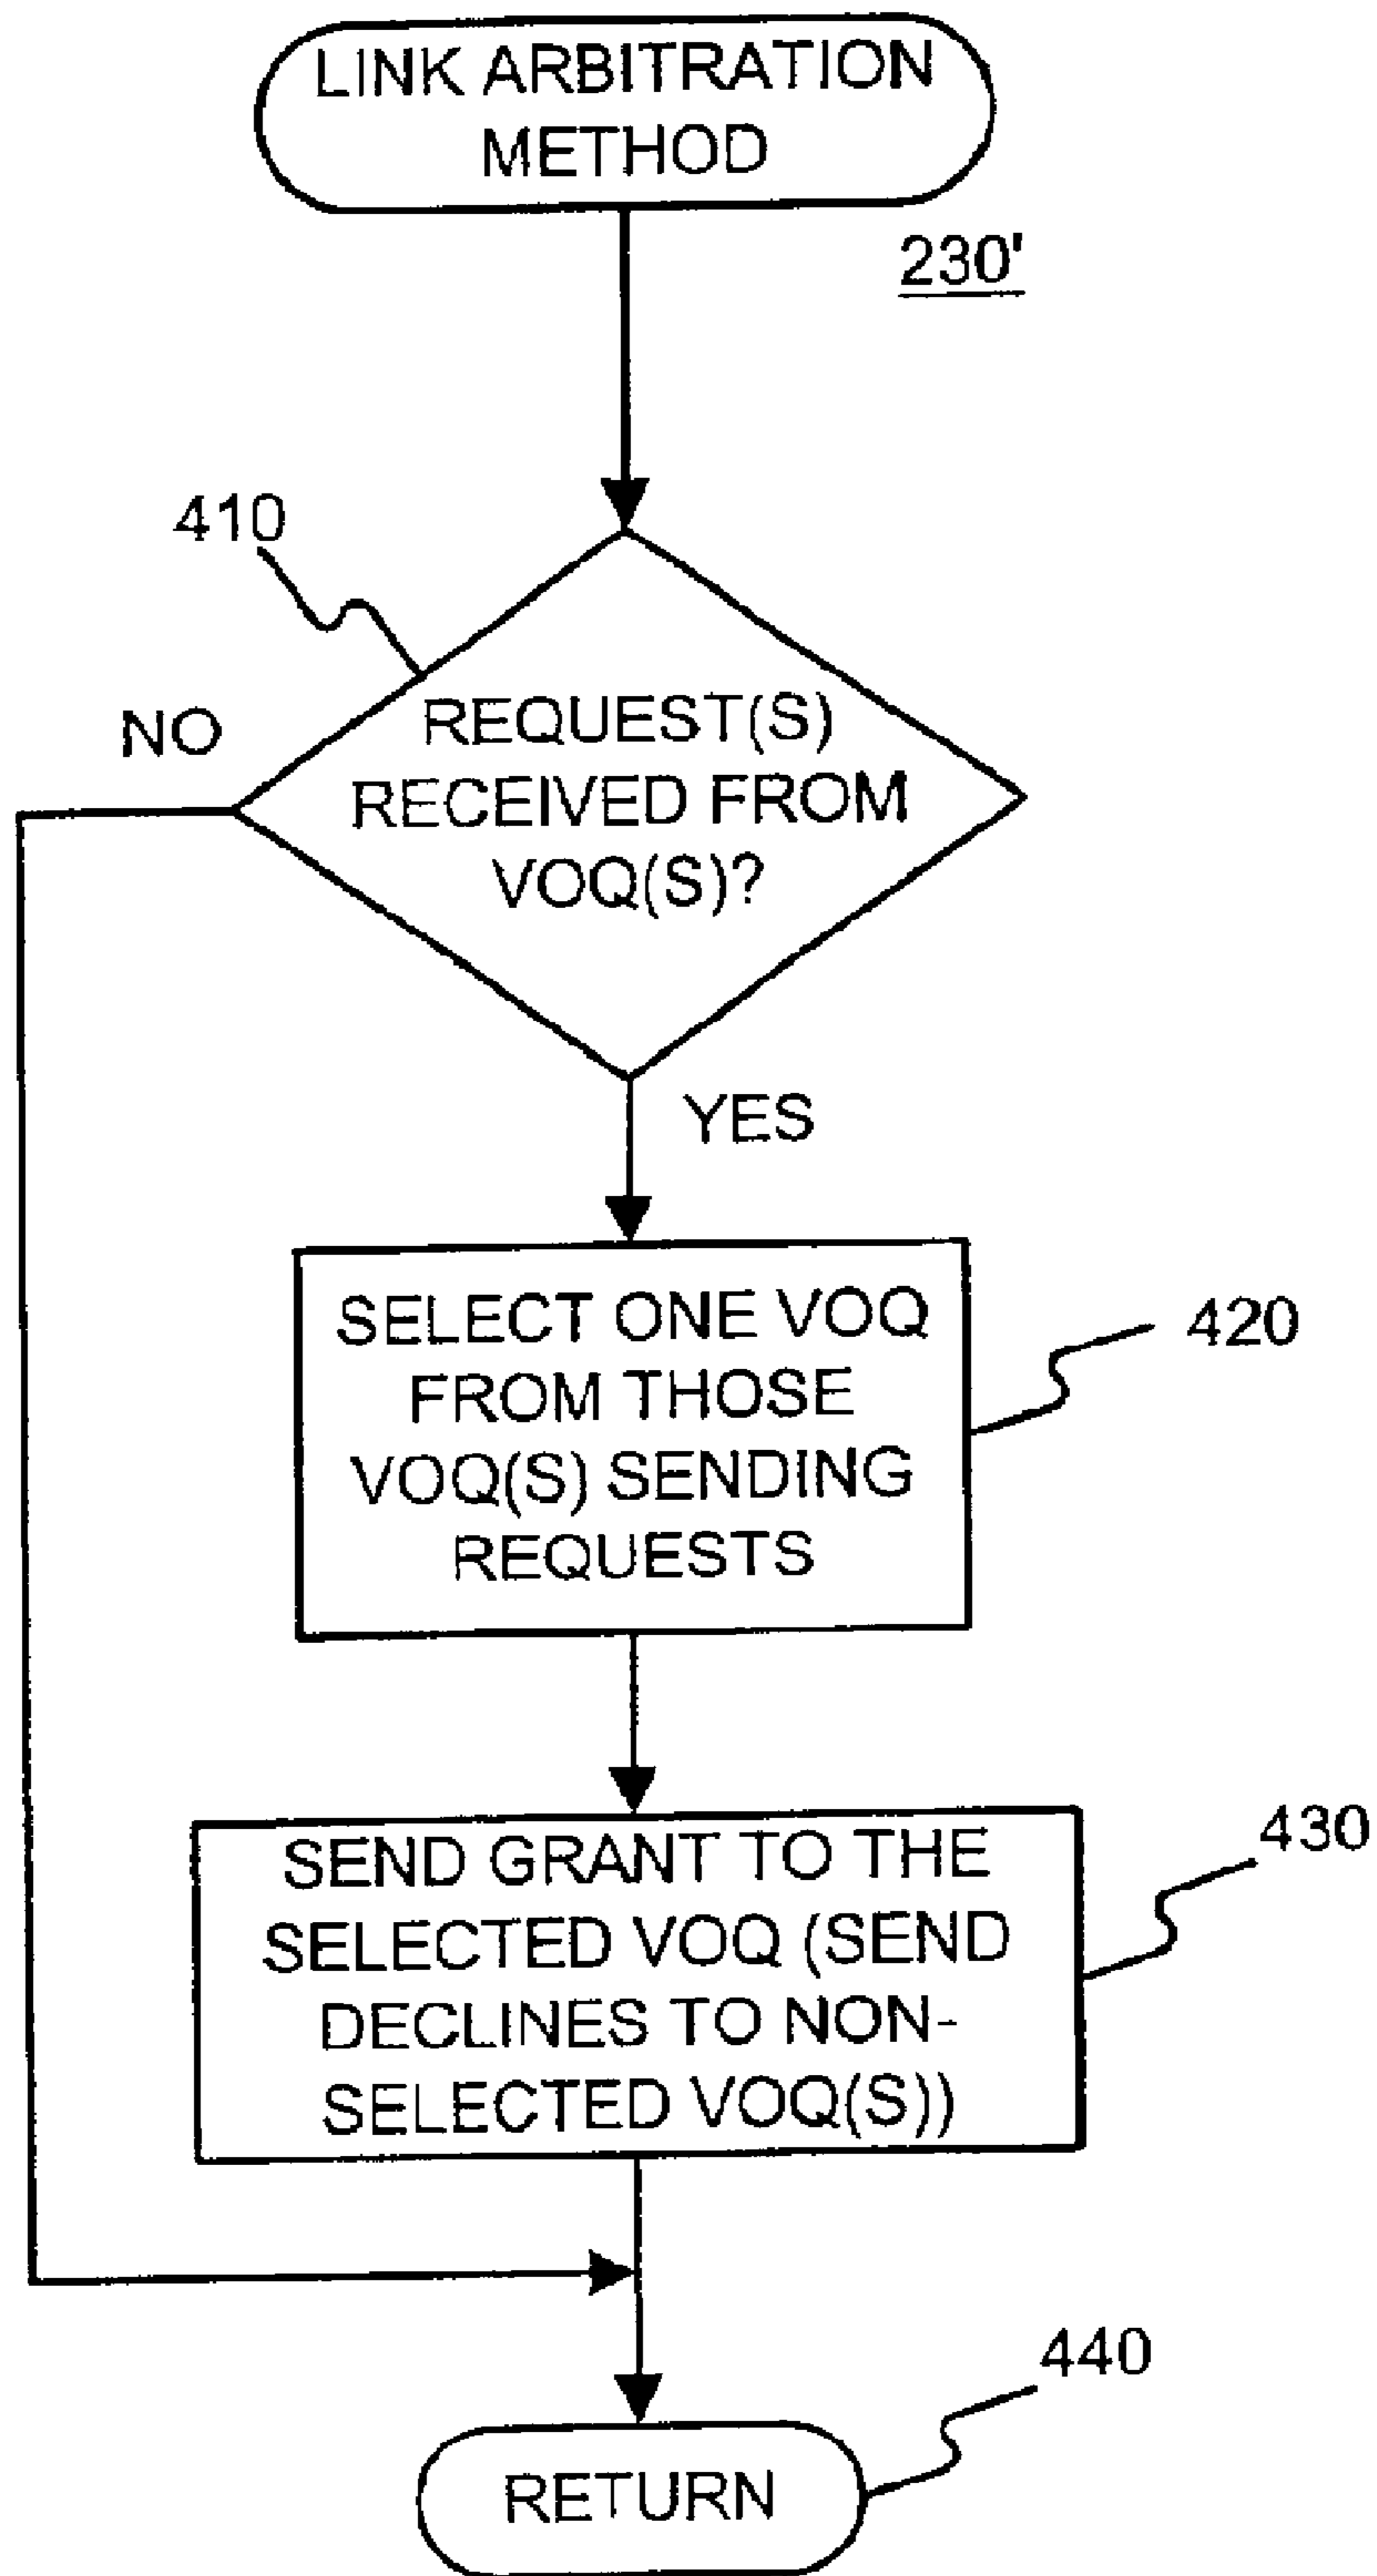 LINK ARBITRATION
METHOD
230'
410
NO
REQUEST(S)
RECEIVED FROM
VOQ(S)?
YES
SELECT ONE VOQ
FROM THOSE
VOQ(S) SENDING
REQUESTS
420
SEND GRANT TO THE
SELECTED VOQ (SEND
DECLINES TO NON-
SELECTED VOQ(S))
430
440
RETURN